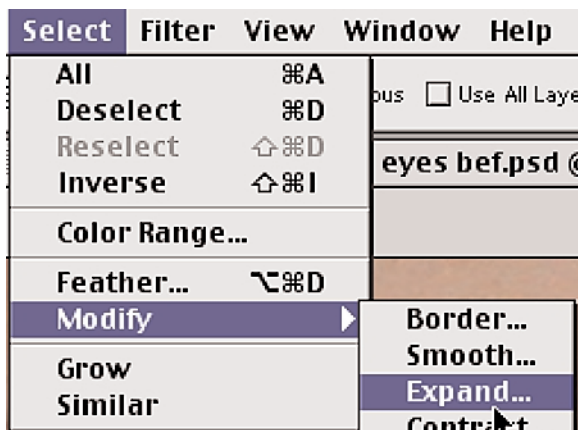 Select Filter View Window Help
All ⌘A
Deselect ⌘D
Use All Laye
Reselect ⇧⌘D
eyes bef.psd @
Inverse ⇧⌘I
Color Range...
Feather... ⌥⌘D
Modify
Border...
Smooth...
Grow
Expand...
Similar
Contract